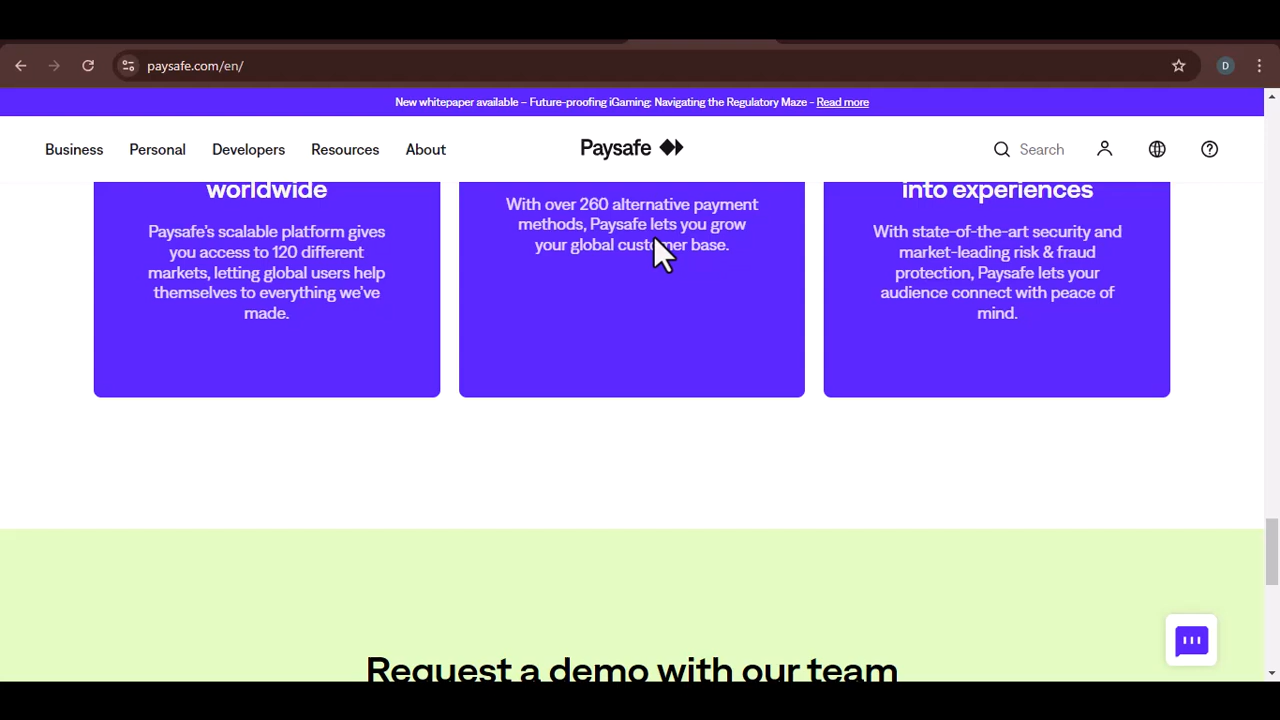 paysafe.com/en/
D
New whitepaper available – Future-proofing iGaming: Navigating the Regulatory Maze - Read more
Business Personal Developers Resources About
Paysafe
Search
worldwide
Paysafe's scalable platform gives
you access to 120 different
markets, letting global users help
themselves to everything we've
made.
With over 260 alternative payment
methods, Paysafe lets you grow
your global customer base.
into experiences
With state-of-the-art security and
market-leading risk & fraud
protection, Paysafe lets your
audience connect with peace of
mind.
Request a demo with our team